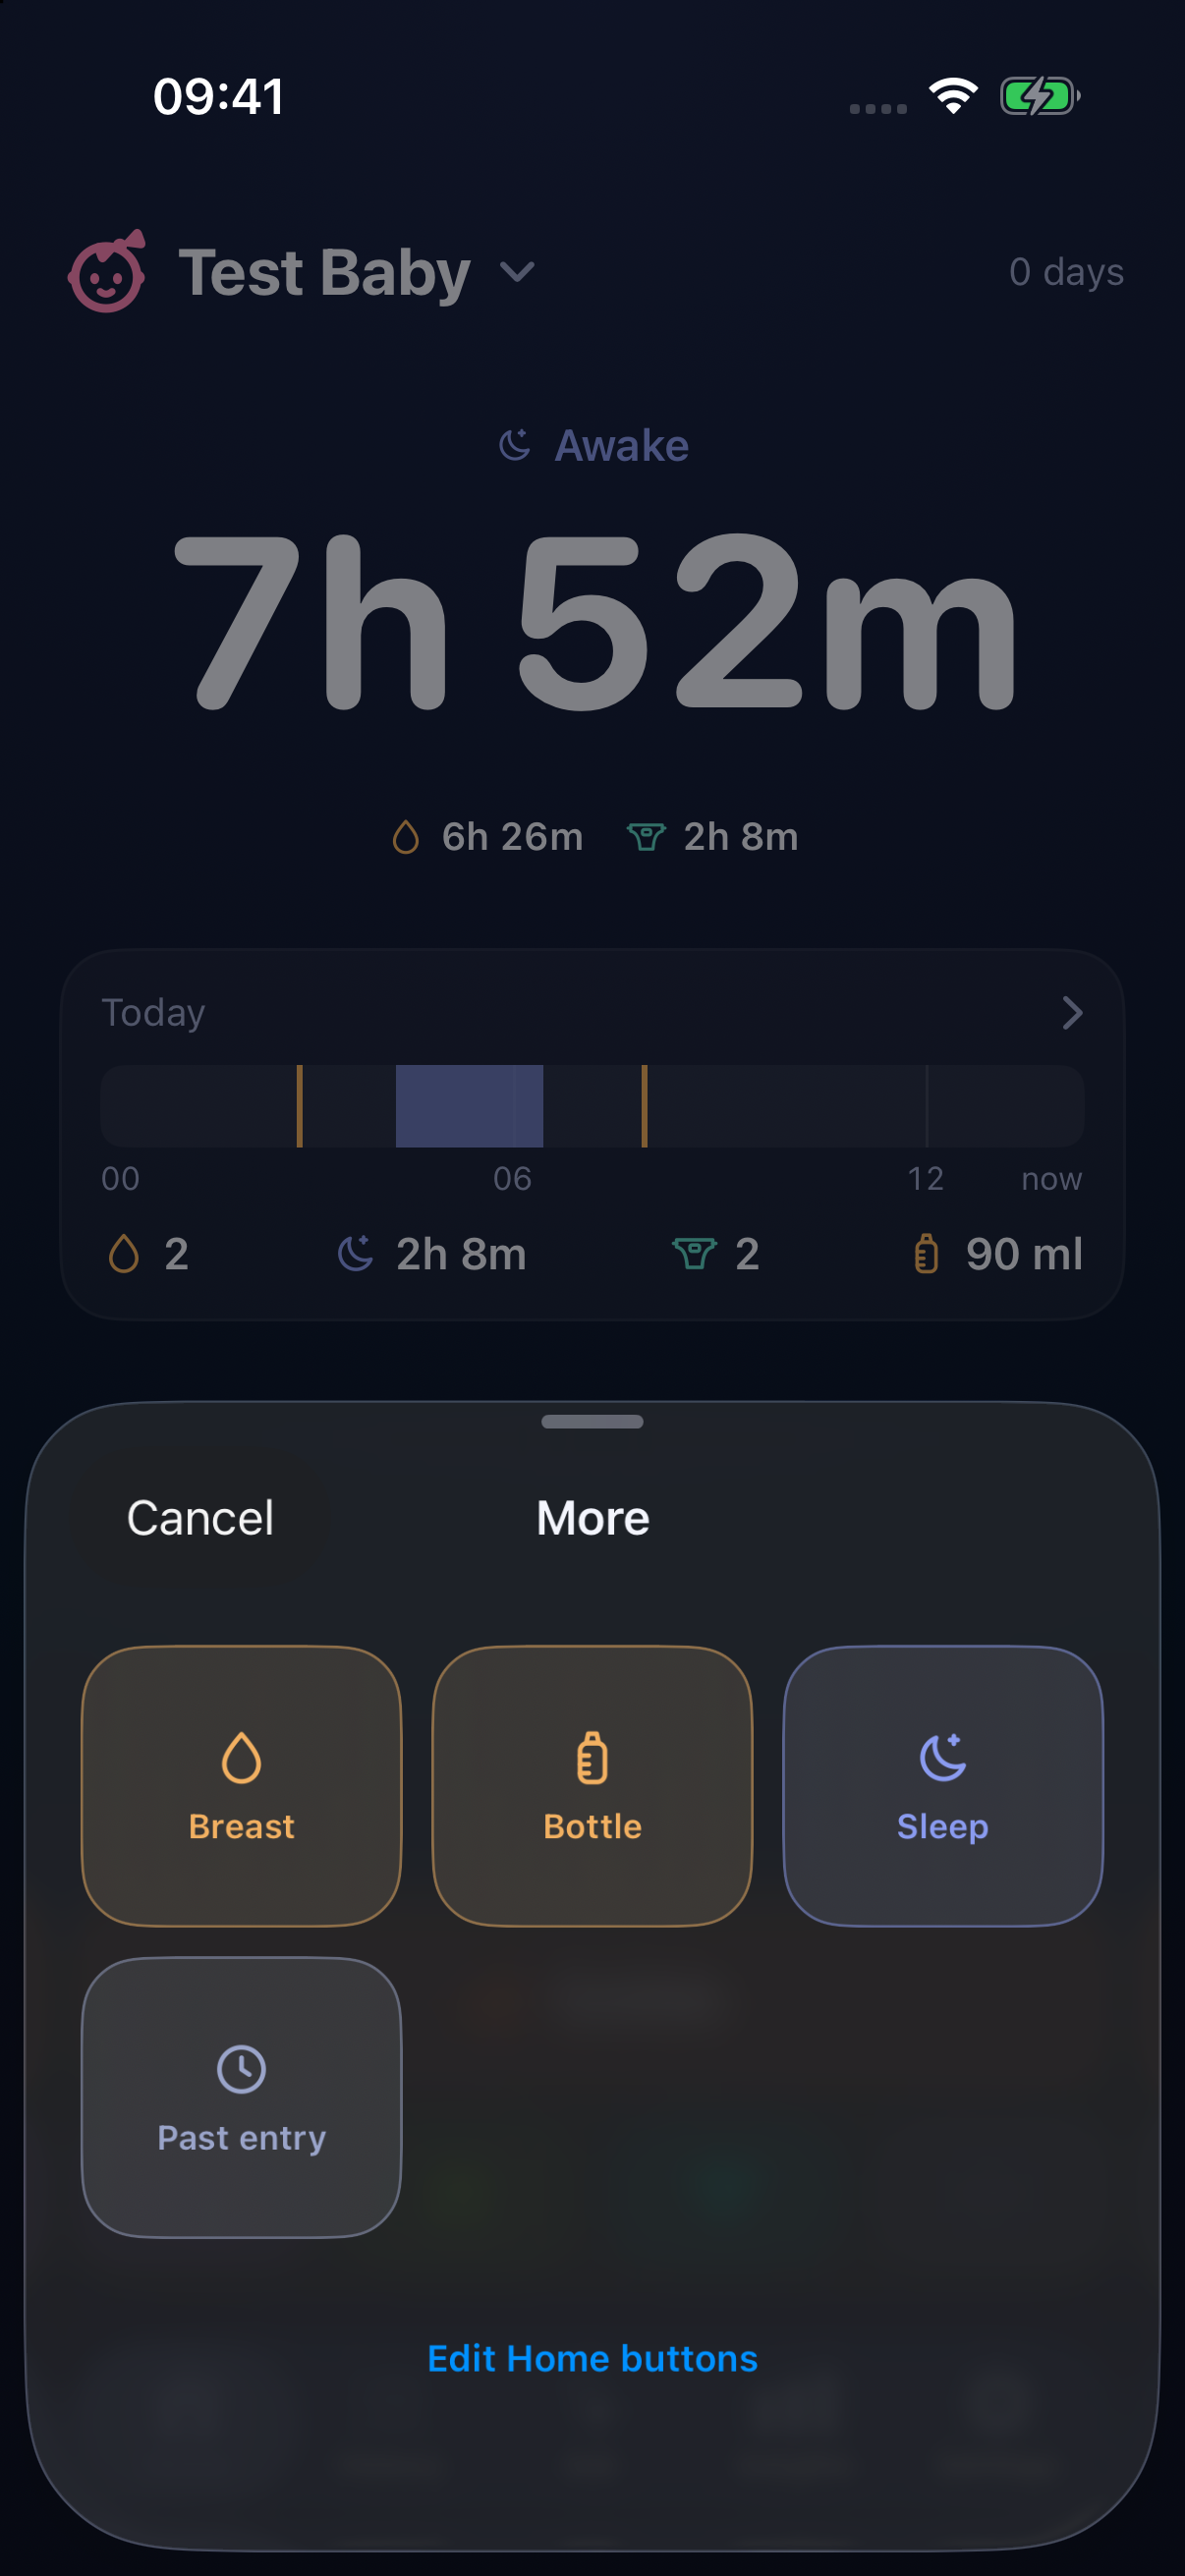 09:41
Test Baby
0 days
Awake
7h 52m
6h 26m 2h 8m
Today
00 06 12 now
2 2h 8m 2 90 ml
Cancel More
Breast Bottle Sleep
Past entry
Edit Home buttons